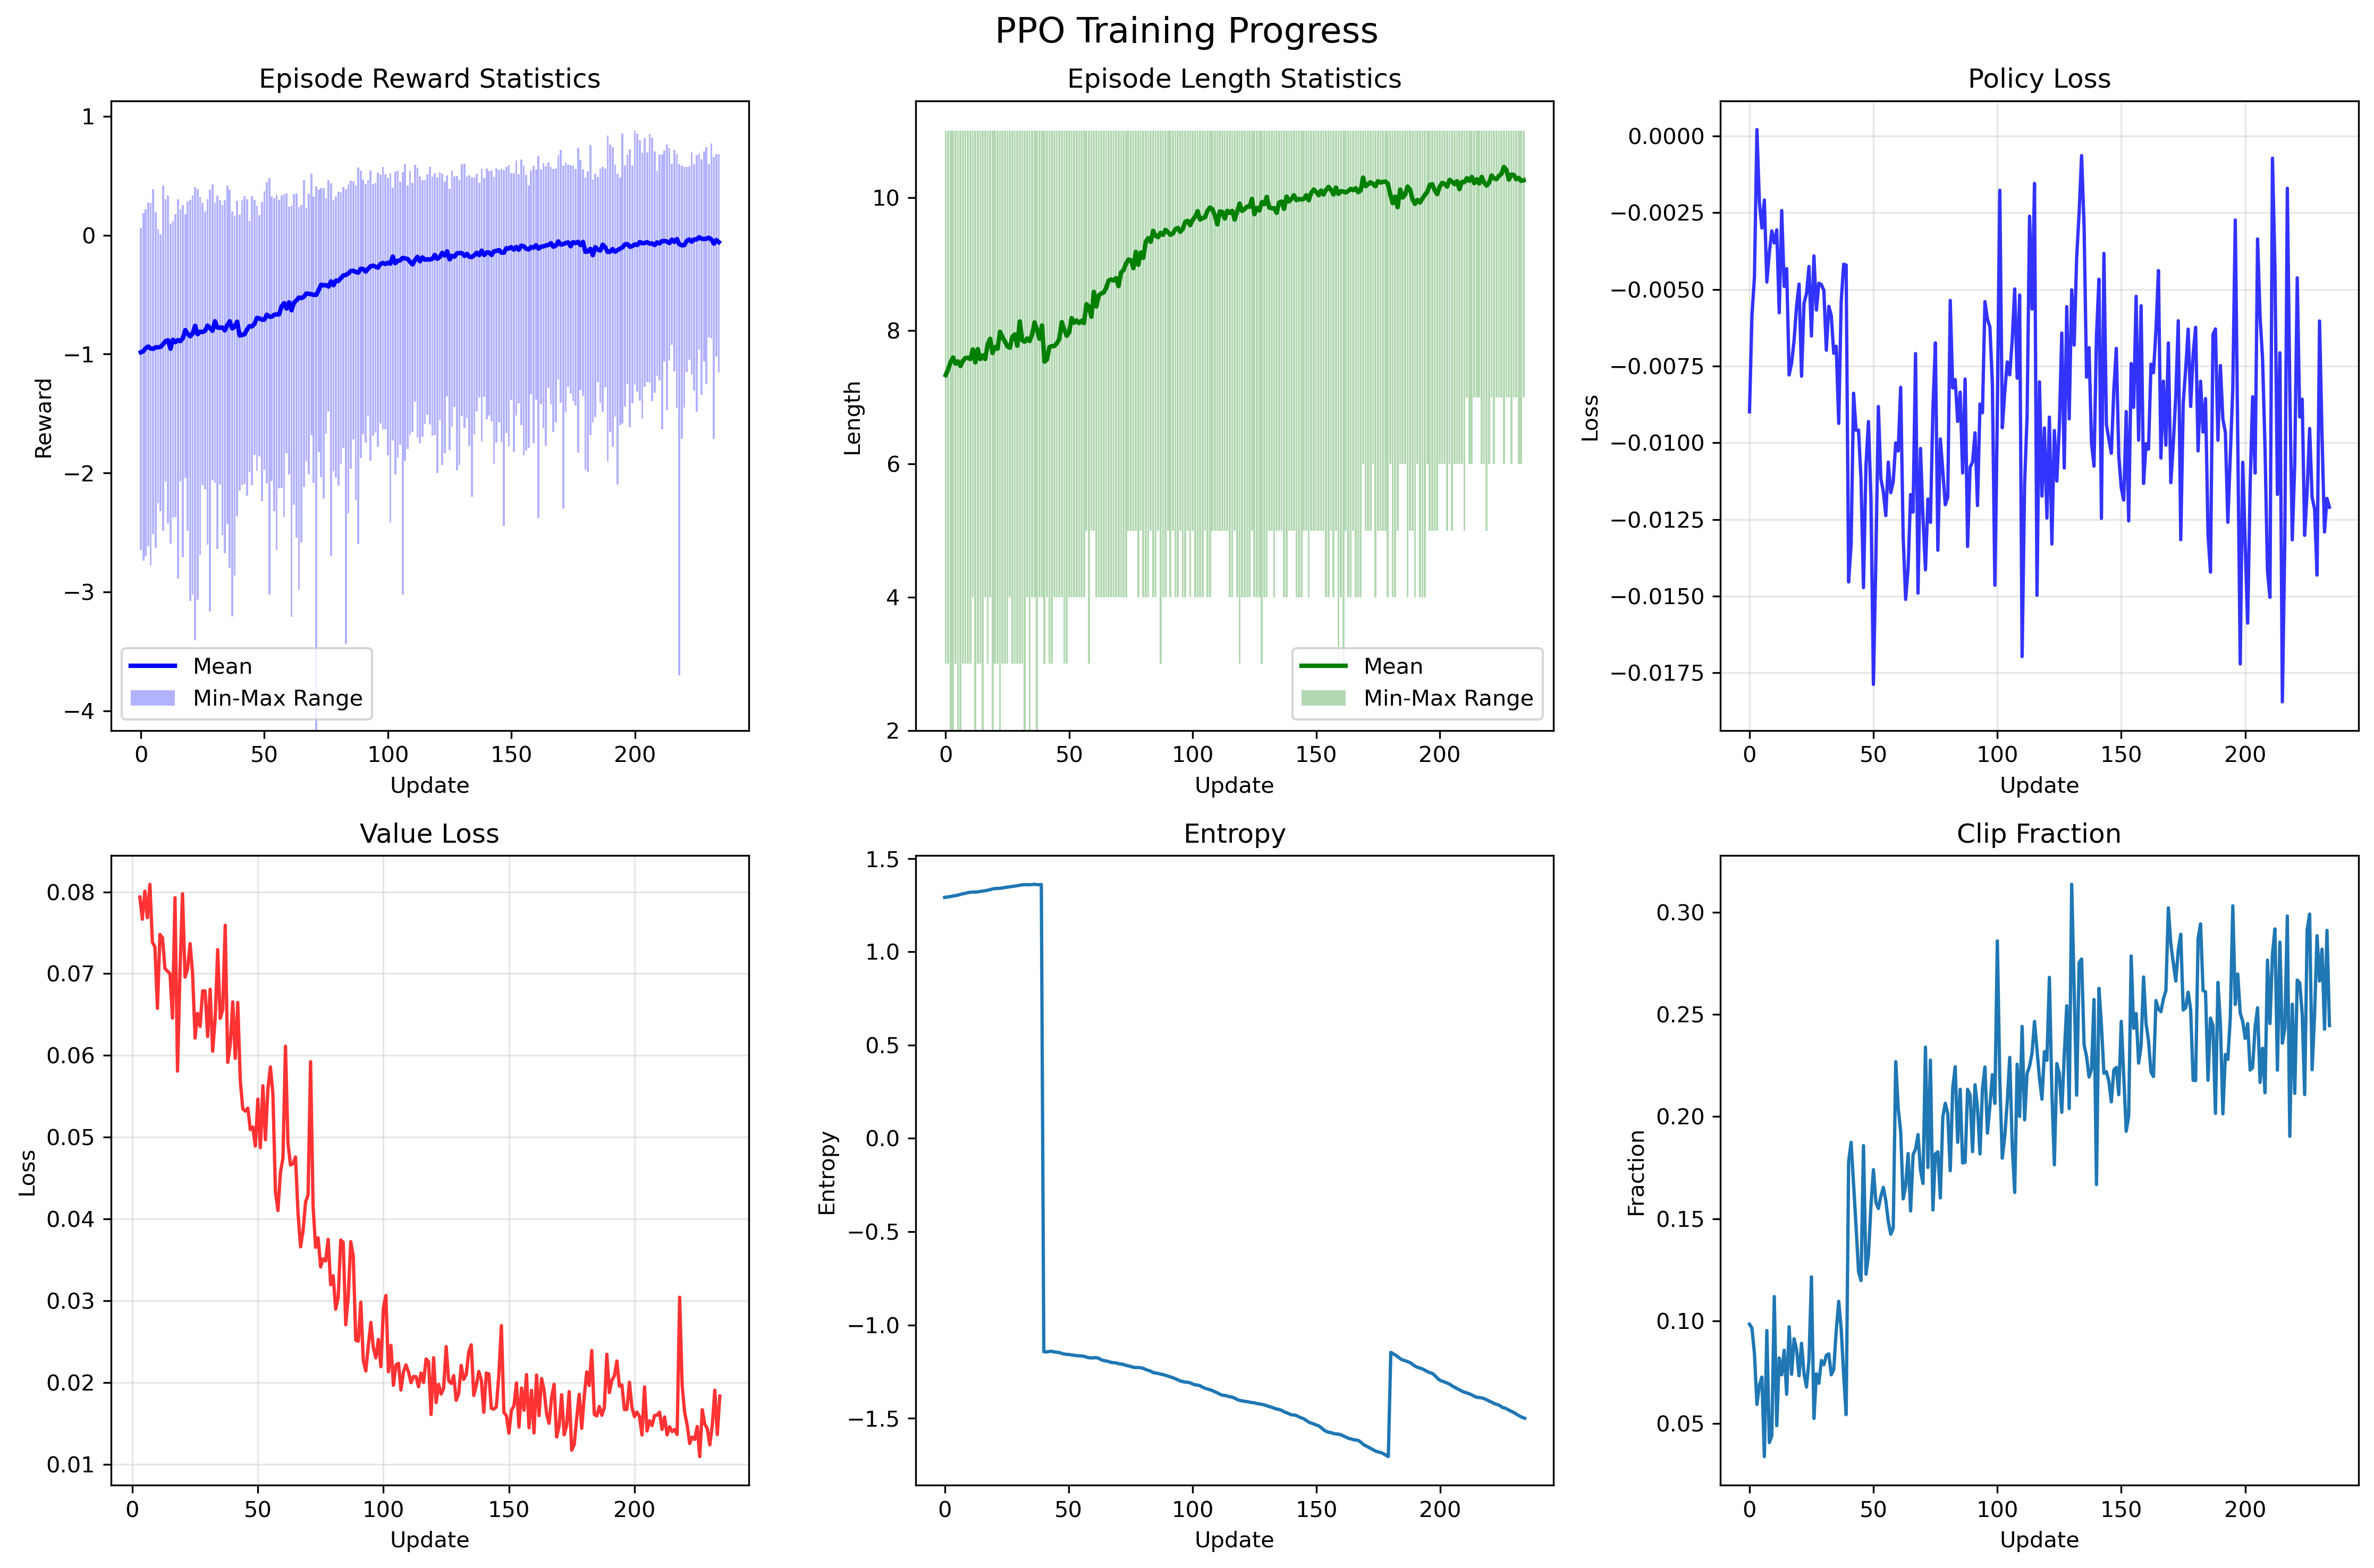 PPO Training Progress
Episode Reward Statistics
1
0
−1
−2
−3
−4
Reward
Mean
Min-Max Range
0 50 100 150 200
Update
Episode Length Statistics
10
8
6
4
2
Length
Mean
Min-Max Range
0 50 100 150 200
Update
Policy Loss
0.0000
−0.0025
−0.0050
−0.0075
−0.0100
−0.0125
−0.0150
−0.0175
Loss
0 50 100 150 200
Update
Value Loss
0.08
0.07
0.06
0.05
0.04
0.03
0.02
0.01
Loss
0 50 100 150 200
Update
Entropy
1.5
1.0
0.5
0.0
−0.5
−1.0
−1.5
Entropy
0 50 100 150 200
Update
Clip Fraction
0.30
0.25
0.20
0.15
0.10
0.05
Fraction
0 50 100 150 200
Update